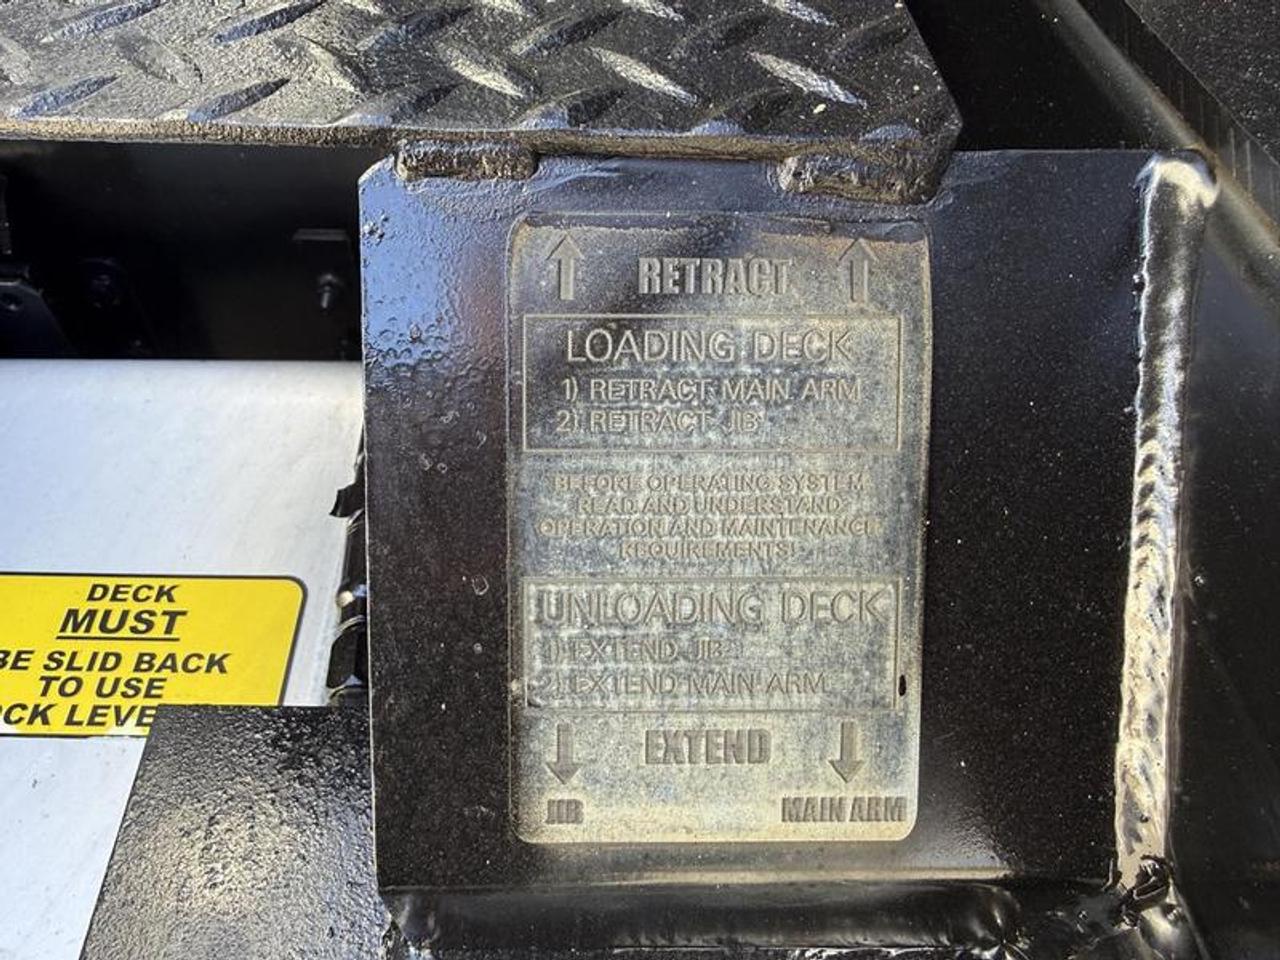 RETRACT
LOADING DECK
1) RETRACT MAIN ARM
2) RETRACT JIB
BEFORE OPERATING SYSTEM
READ AND UNDERSTAND
OPERATION AND MAINTENANCE
REQUIREMENTS!
UNLOADING DECK
1) EXTEND JIB
2) EXTEND MAIN ARM
EXTEND
JIB MAIN ARM
DECK
MUST
BE SLID BACK
TO USE